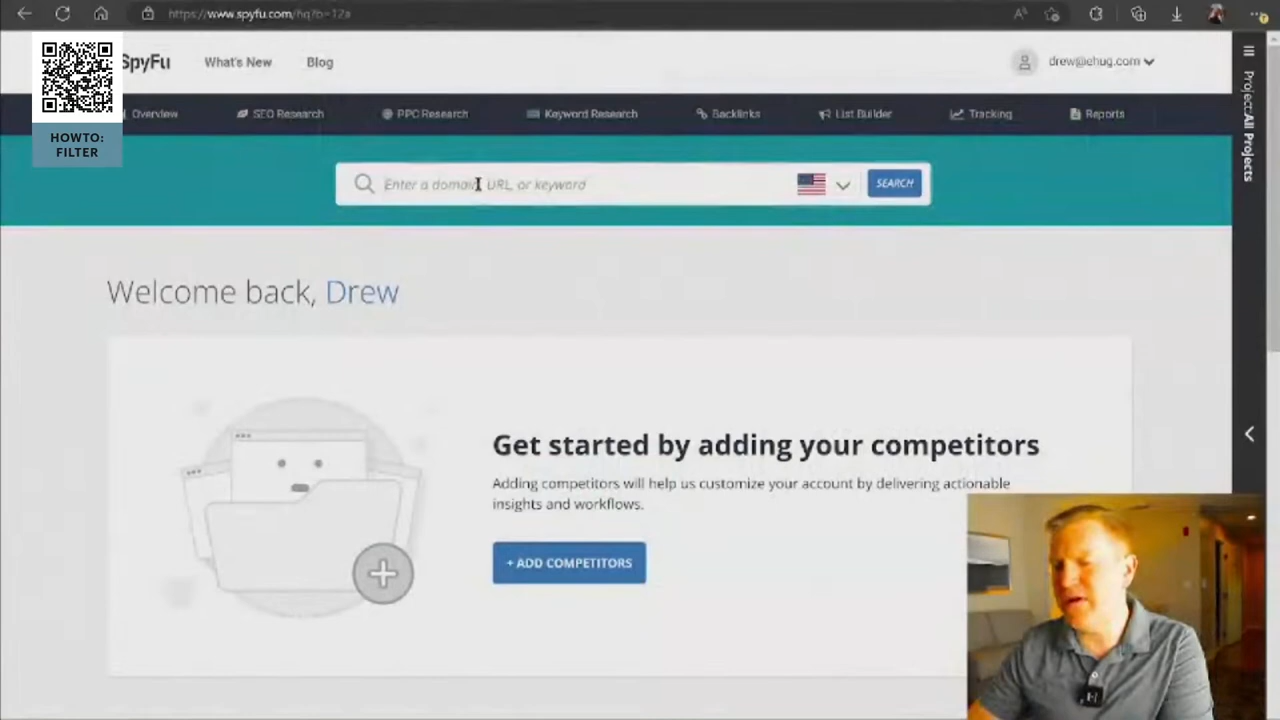 https://www.spyfu.com/hq?b=12a
SpyFu
What's New
Blog
drew@ehug.com
HOWTO:
FILTER
Overview
SEO Research
PPC Research
Keyword Research
Backlinks
List Builder
Tracking
Reports
Project:All Projects
Enter a domain, URL, or keyword
SEARCH
Welcome back, Drew
Get started by adding your competitors
Adding competitors will help us customize your account by delivering actionable
insights and workflows.
+ ADD COMPETITORS